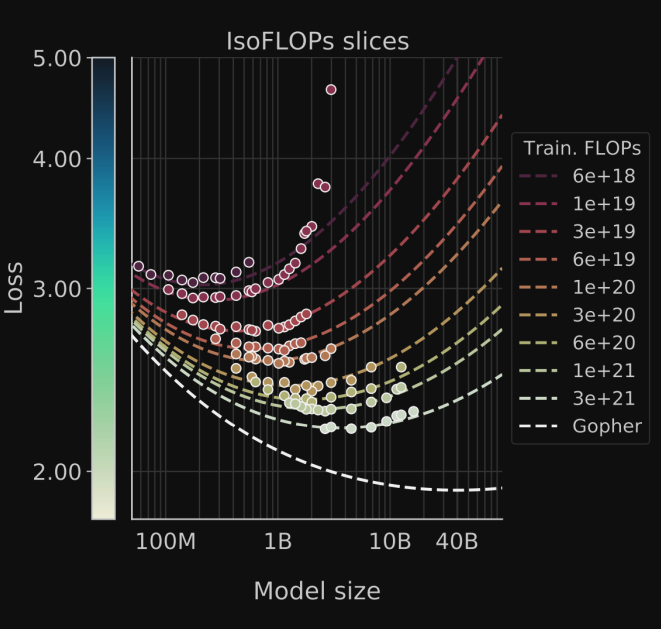 IsoFLOPs slices
5.00
4.00
3.00
2.00
Loss
100M
1B
10B
40B
Model size
Train. FLOPs
6e+18
1e+19
3e+19
6e+19
1e+20
3e+20
6e+20
1e+21
3e+21
Gopher